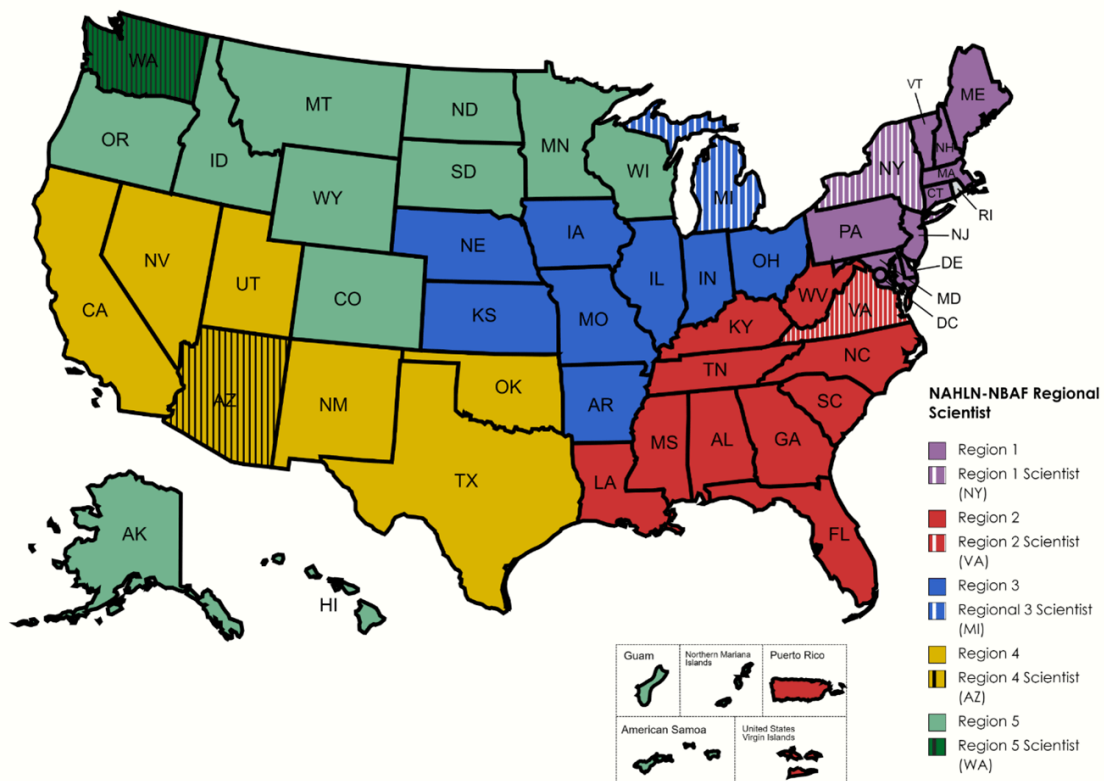 WA
MT
ND
MN
OR
ID
SD
WI
WY
MI
VT
ME
NH
NY
MA
CT
RI
NJ
PA
DE
MD
DC
NE
IA
IL
IN
OH
NV
UT
CO
CA
KS
MO
WV
VA
KY
NC
TN
AZ
NM
OK
AR
SC
MS
AL
GA
LA
TX
FL
AK
HI
NAHLN-NBAF Regional
Scientist
Region 1
Region 1 Scientist
(NY)
Region 2
Region 2 Scientist
(VA)
Region 3
Regional 3 Scientist
(MI)
Region 4
Region 4 Scientist
(AZ)
Region 5
Region 5 Scientist
(WA)
Guam
Northern Mariana
Islands
Puerto Rico
American Samoa
United States
Virgin Islands